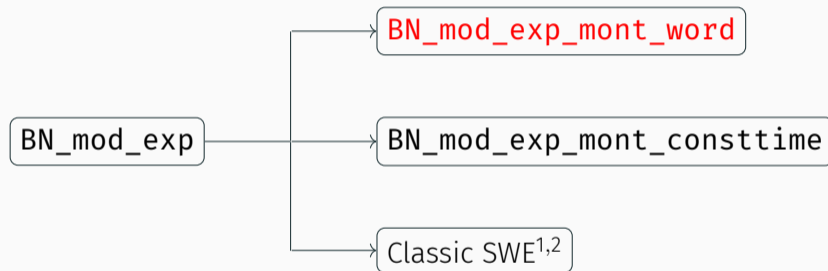 BN_mod_exp_mont_word
BN_mod_exp
BN_mod_exp_mont_consttime
Classic SWE¹,²